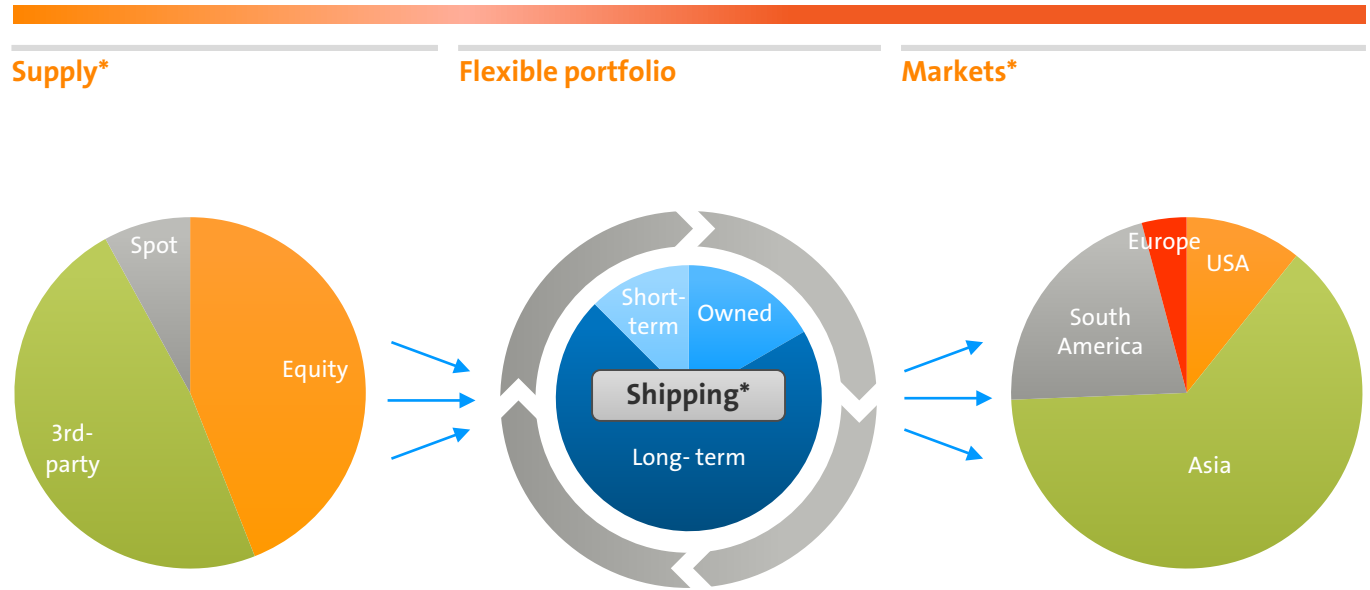 Supply*
Flexible portfolio
Markets*
Spot
Equity
3rd-
party
Short-
term
Owned
Shipping*
Long- term
Europe
USA
South
America
Asia